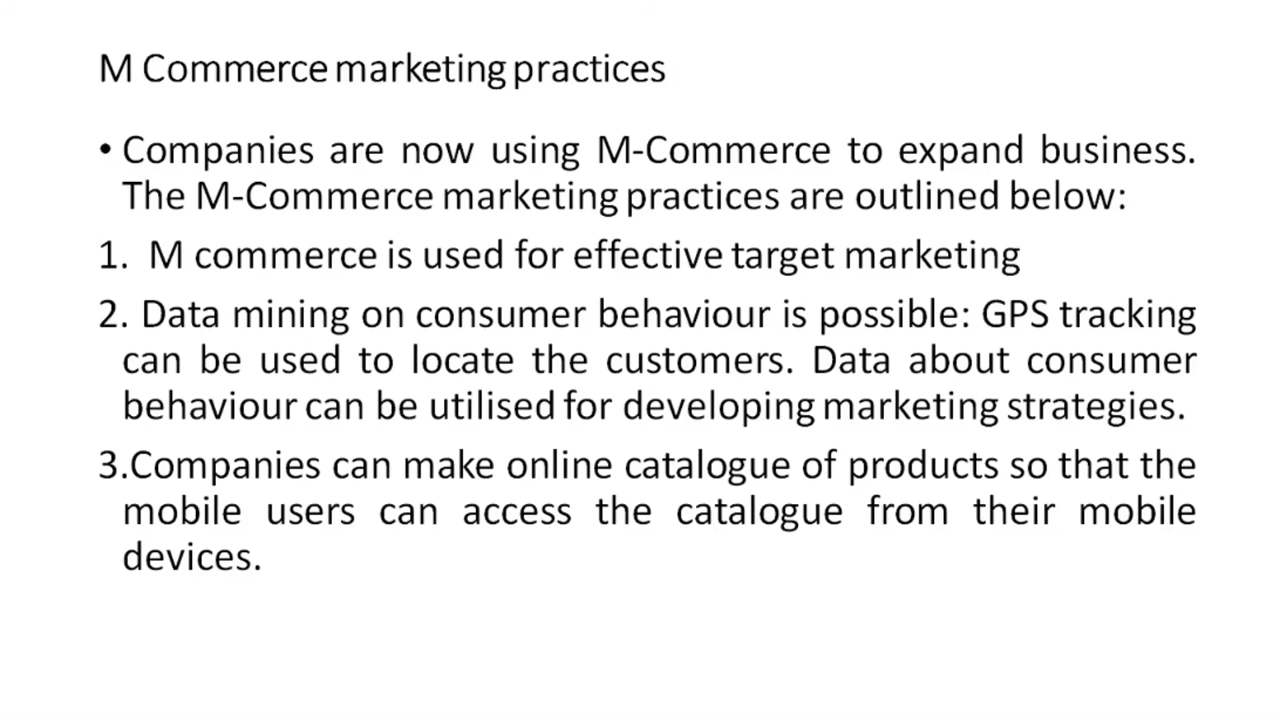 M Commerce marketing practices
• Companies are now using M-Commerce to expand business.
The M-Commerce marketing practices are outlined below:
1. M commerce is used for effective target marketing
2. Data mining on consumer behaviour is possible: GPS tracking
can be used to locate the customers. Data about consumer
behaviour can be utilised for developing marketing strategies.
3.Companies can make online catalogue of products so that the
mobile users can access the catalogue from their mobile
devices.